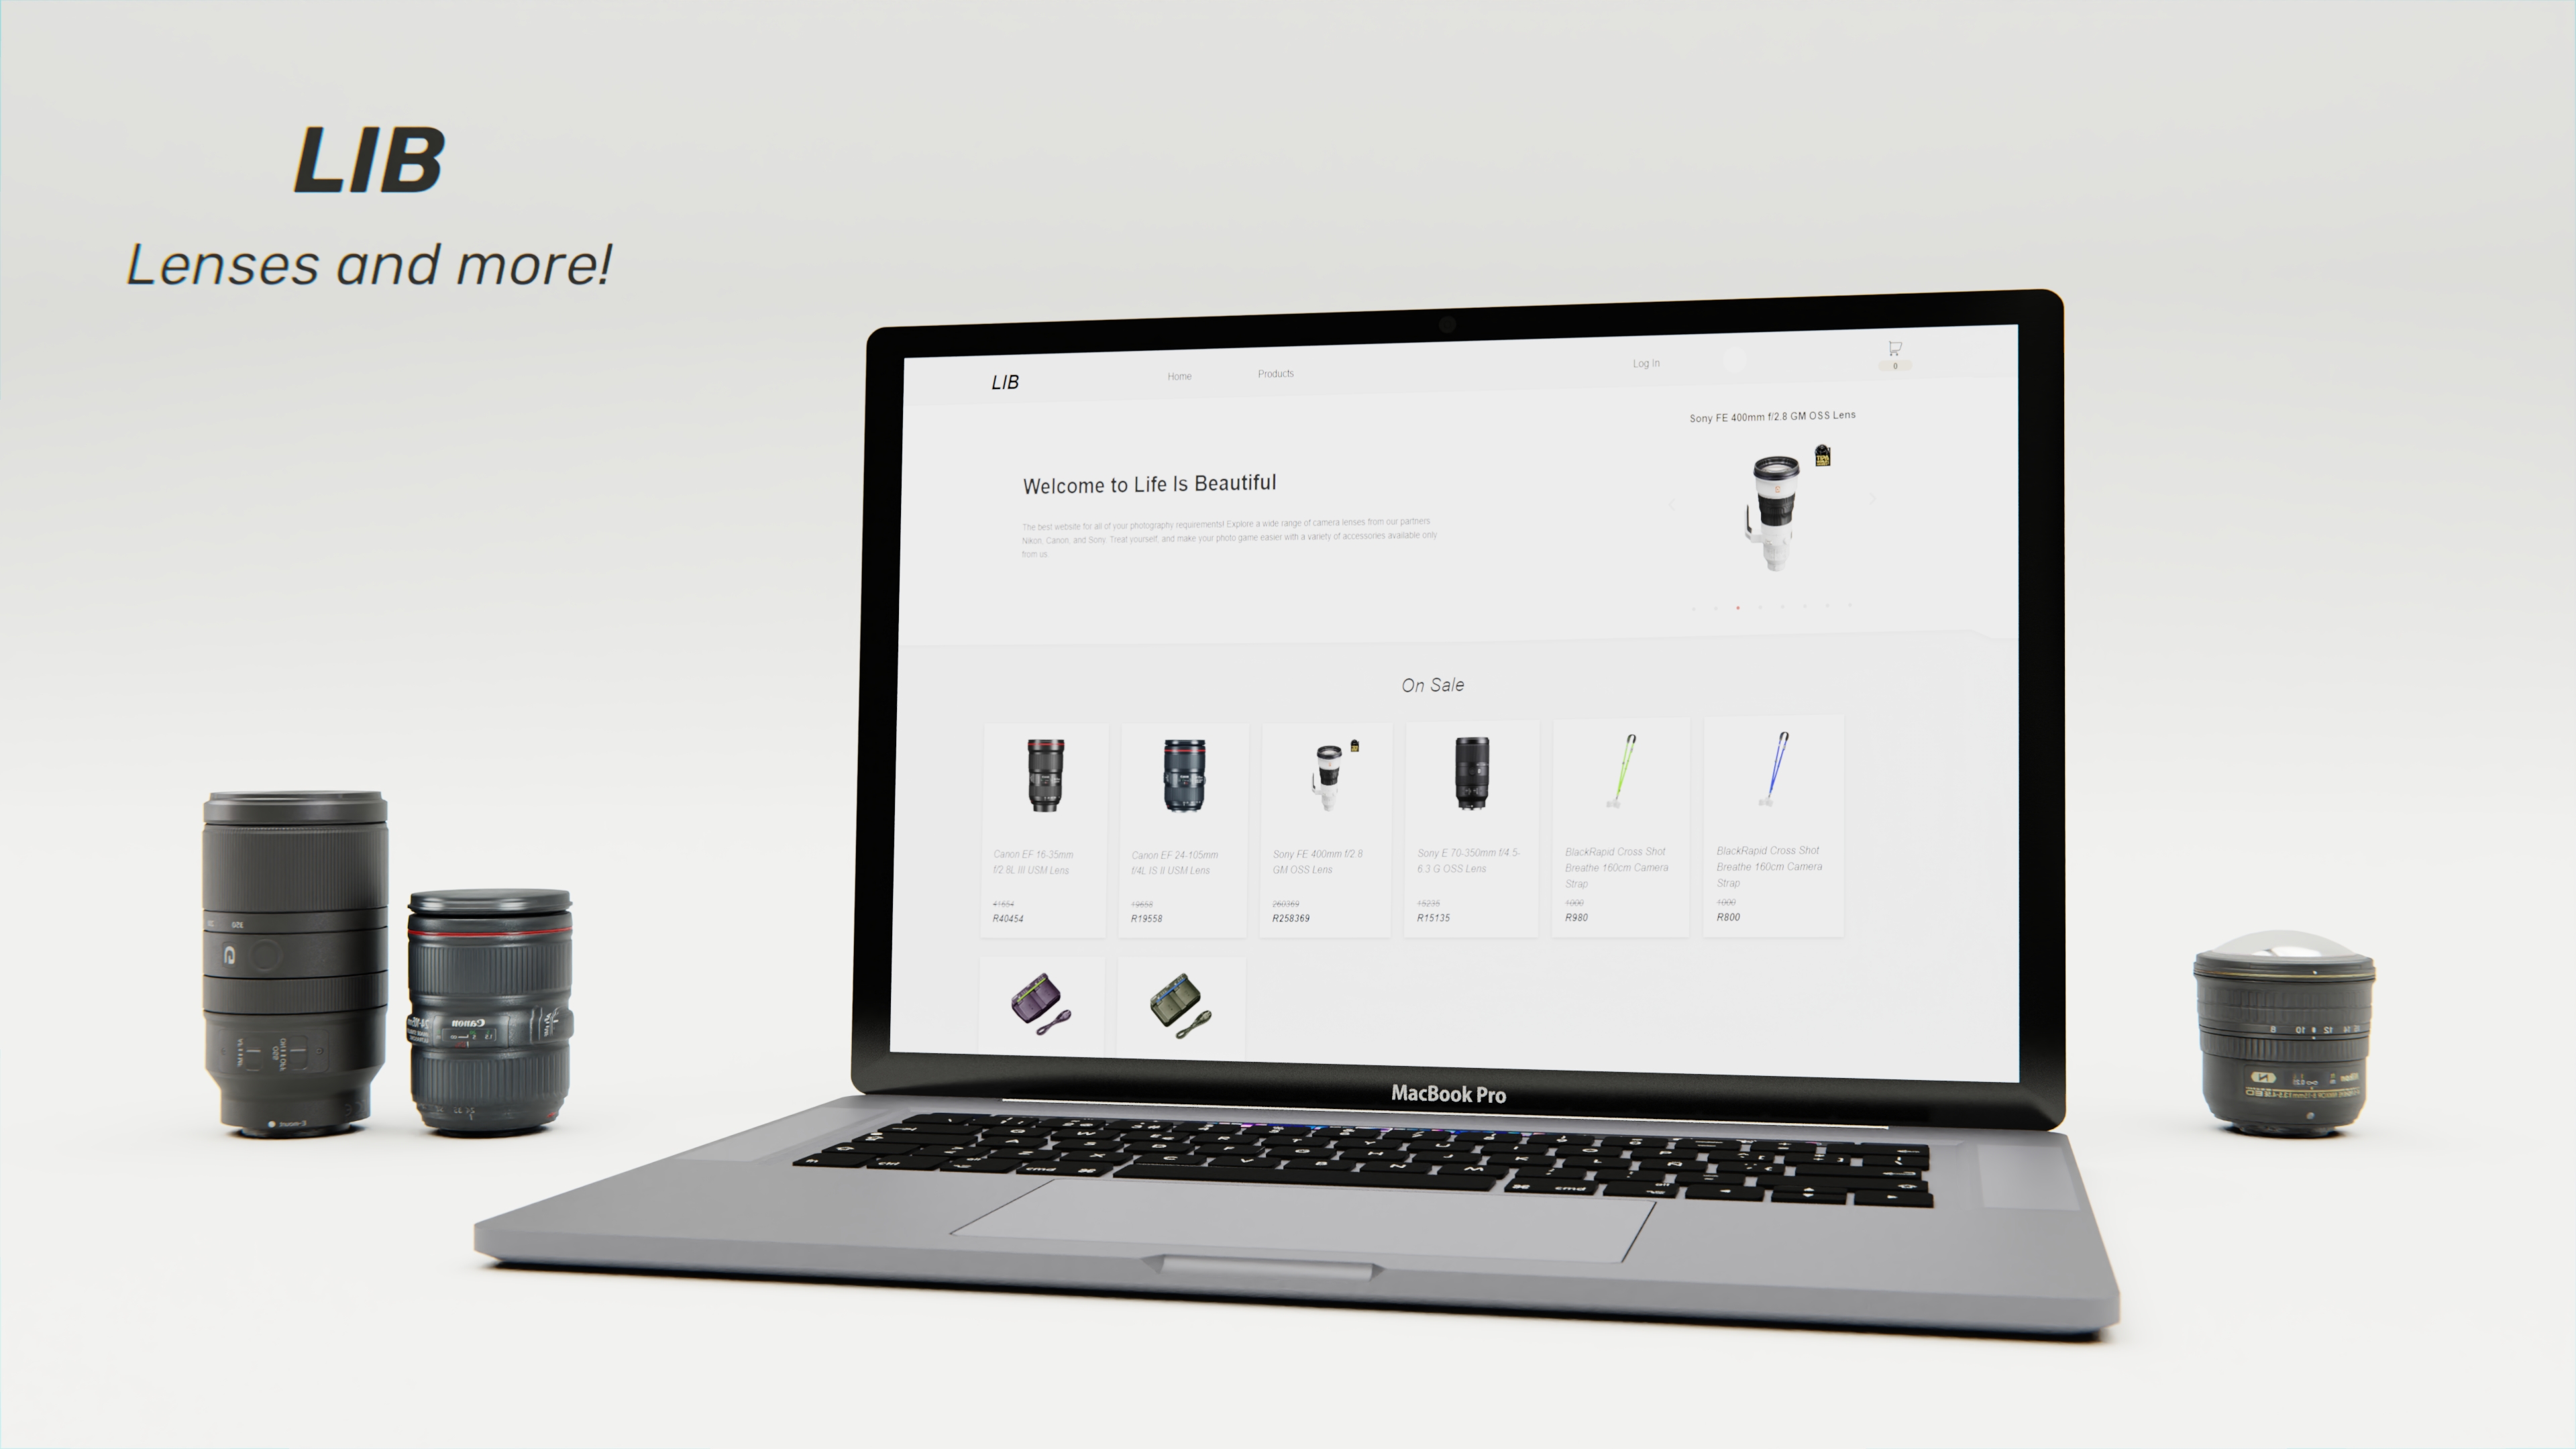 LIB
Lenses and more!
LIB
Home
Products
Log In
0
Sony FE 400mm f/2.8 GM OSS Lens
Welcome to Life Is Beautiful
The best website for all of your photography requirements! Explore a wide range of camera lenses from our partners
Nikon, Canon, and Sony. Treat yourself, and make your photo game easier with a variety of accessories available only
from us
On Sale
Canon EF 16-35mm
f/2.8L III USM Lens
41654
R40454
Canon EF 24-105mm
f/4L IS II USM Lens
19658
R19558
Sony FE 400mm f/2.8
GM OSS Lens
260369
R258369
Sony E 70-350mm f/4.5-
6.3 G OSS Lens
15235
R15135
BlackRapid Cross Shot
Breathe 160cm Camera
Strap
1000
R980
BlackRapid Cross Shot
Breathe 160cm Camera
Strap
1000
R800
MacBook Pro
Canon